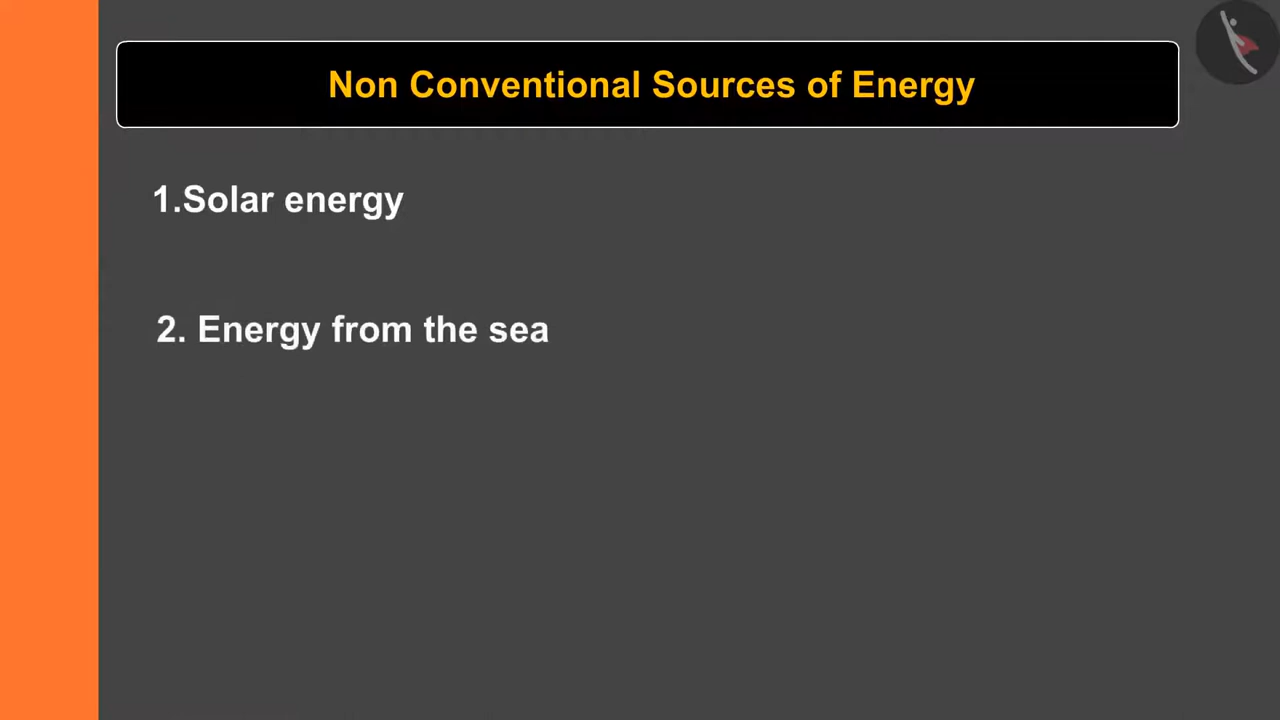 Non Conventional Sources of Energy
1.Solar energy
2. Energy from the sea